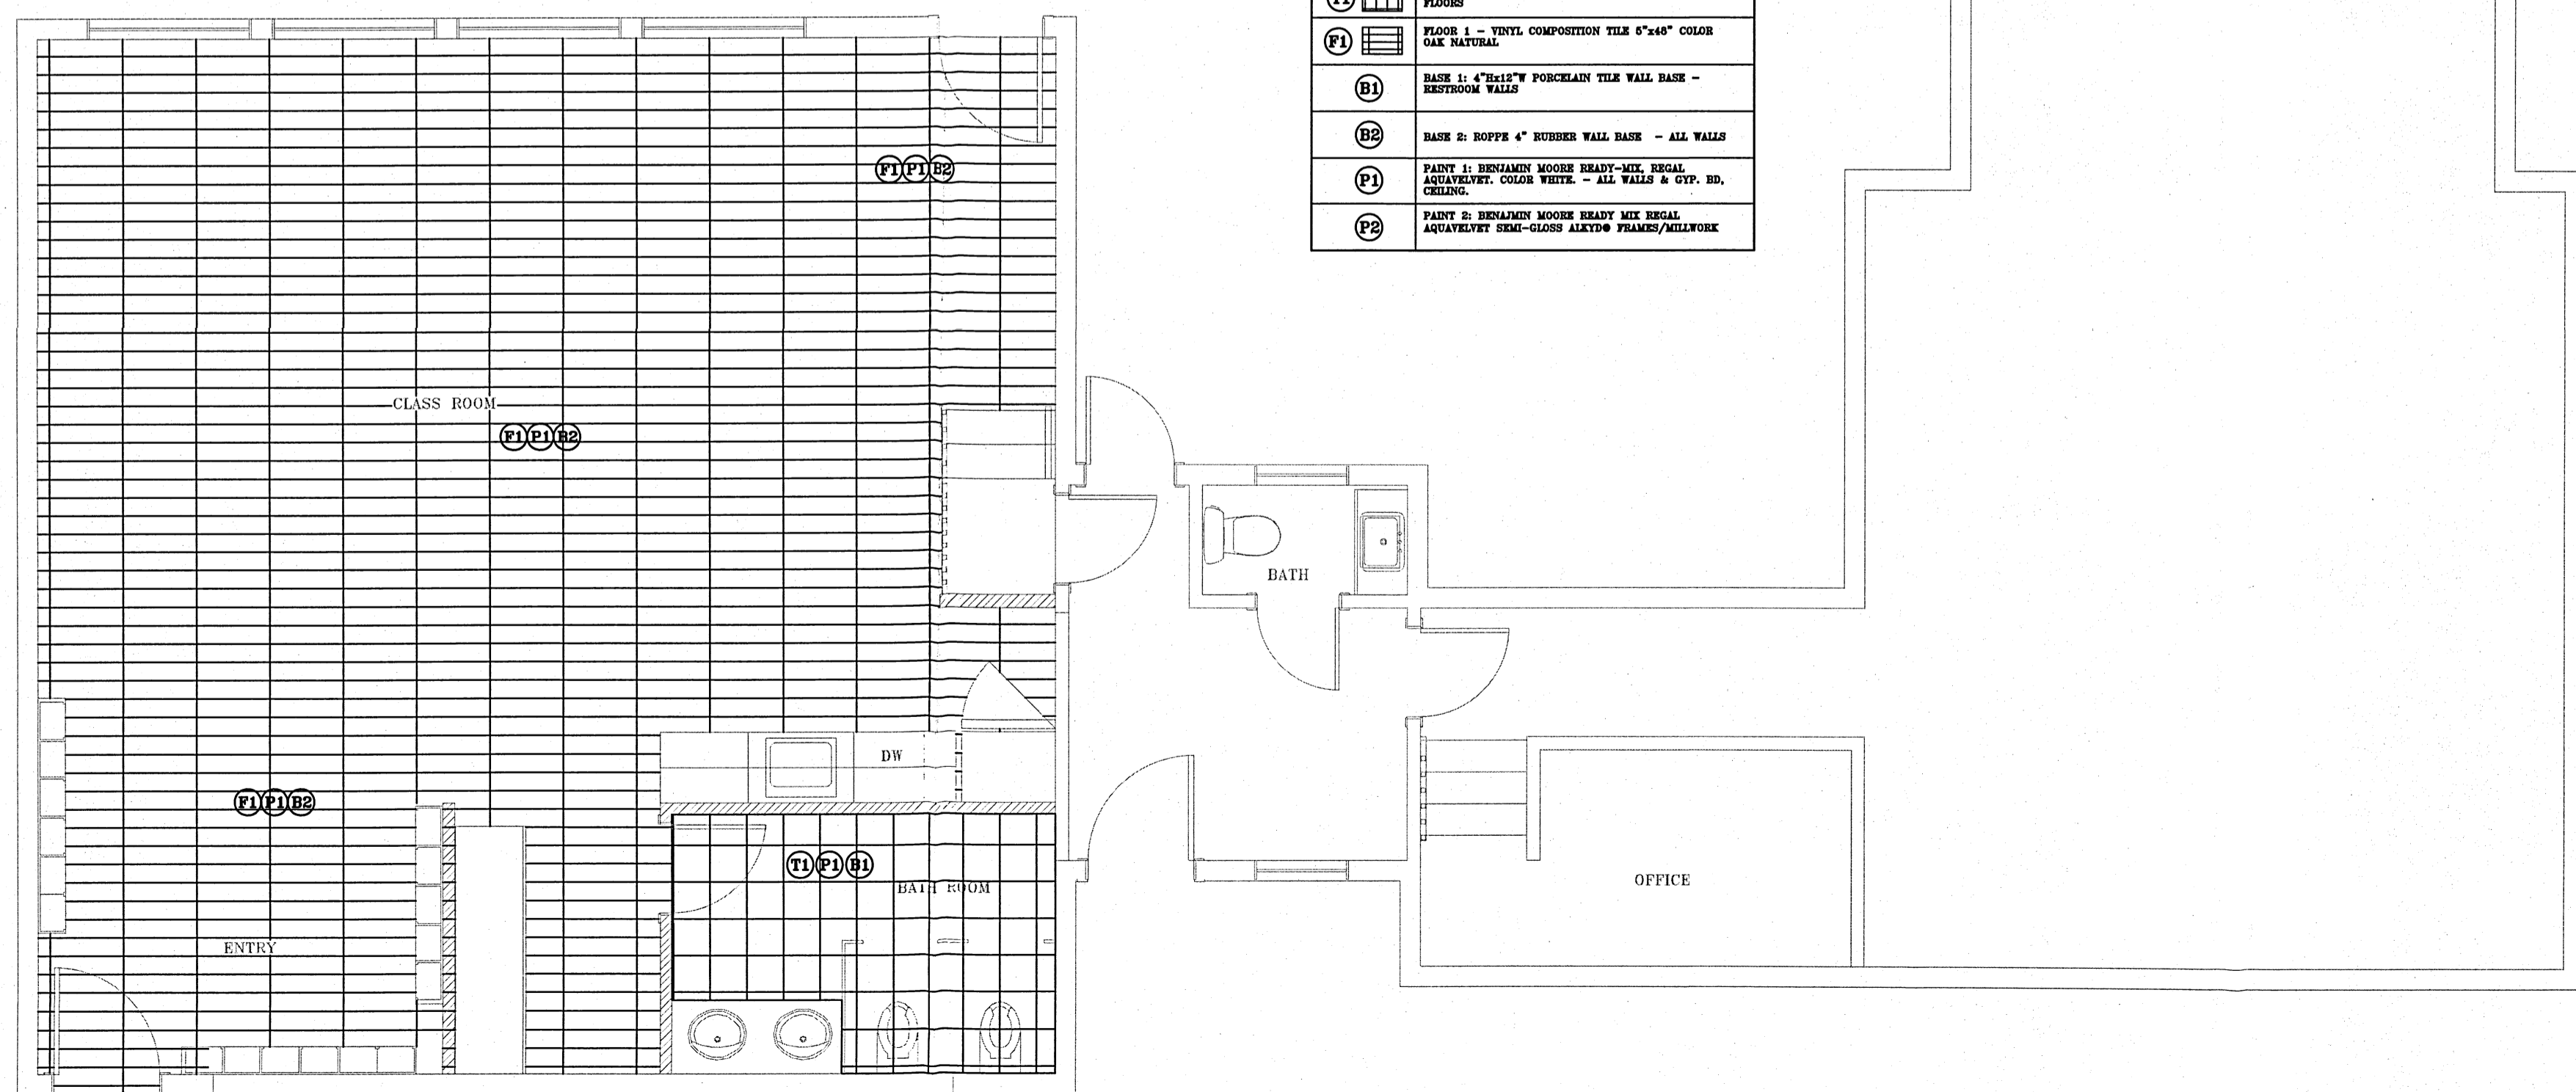 T1 FLOORS
F1 FLOOR 1 - VINYL COMPOSITION TILE 5"x48" COLOR
OAK NATURAL
B1 BASE 1: 4"Hx12"W PORCELAIN TILE WALL BASE -
RESTROOM WALLS
B2 BASE 2: ROPPE 4" RUBBER WALL BASE - ALL WALLS
P1 PAINT 1: BENJAMIN MOORE READY-MIX, REGAL
AQUAVELVET. COLOR WHITE. - ALL WALLS & GYP. BD,
CEILING.
P2 PAINT 2: BENAJMIN MOORE READY MIX REGAL
AQUAVELVET SEMI-GLOSS ALKYD@ FRAMES/MILLWORK
F1 P1 B2
CLASS ROOM
F1 P1 B2
BATH
DW
F1 P1 B2
T1 P1 B1
BATH ROOM
OFFICE
ENTRY